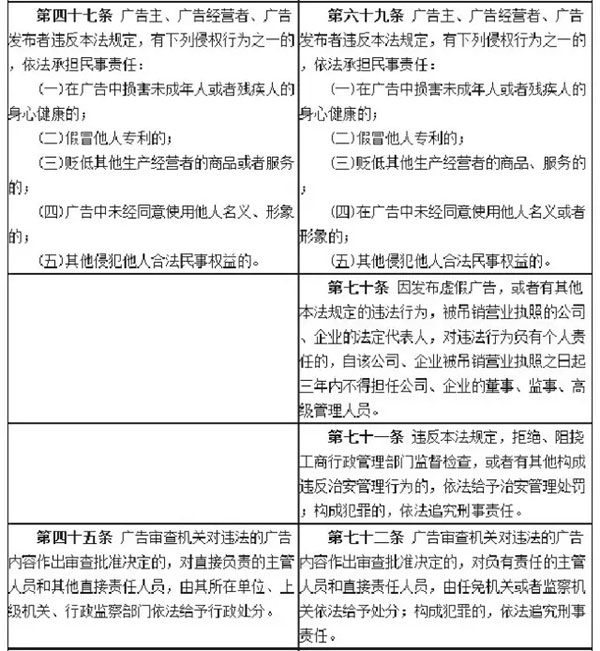 第四十七条 广告主、广告经营者、广告
发布者违反本法规定，有下列侵权行为之一的
，依法承担民事责任：
（一）在广告中损害未成年人或者残疾人的
身心健康的；
（二）假冒他人专利的；
（三）贬低其他生产经营者的商品或者服务
的；
（四）广告中未经同意使用他人名义、形象
的；
（五）其他侵犯他人合法民事权益的。
第六十九条 广告主、广告经营者、广告
发布者违反本法规定，有下列侵权行为之一的
，依法承担民事责任：
（一）在广告中损害未成年人或者残疾人的
身心健康的；
（二）假冒他人专利的；
（三）贬低其他生产经营者的商品、服务的
；
（四）在广告中未经同意使用他人名义或者
形象的；
（五）其他侵犯他人合法民事权益的。
第七十条 因发布虚假广告，或者有其他
本法规定的违法行为，被吊销营业执照的公司
、企业的法定代表人，对违法行为负有个人责
任的，自该公司、企业被吊销营业执照之日起
三年内不得担任公司、企业的董事、监事、高
级管理人员。
第七十一条 违反本法规定，拒绝、阻挠
工商行政管理部门监督检查，或者有其他构成
违反治安管理行为的，依法给予治安管理处罚
；构成犯罪的，依法追究刑事责任。
第四十五条 广告审查机关对违法的广告
内容作出审查批准决定的，对直接负责的主管
人员和其他直接责任人员，由其所在单位、上
级机关、行政监察部门依法给予行政处分。
第七十二条 广告审查机关对违法的广告
内容作出审查批准决定的，对负有责任的主管
人员和直接责任人员，由任免机关或者监察机
关依法给予处分；构成犯罪的，依法追究刑事
责任。